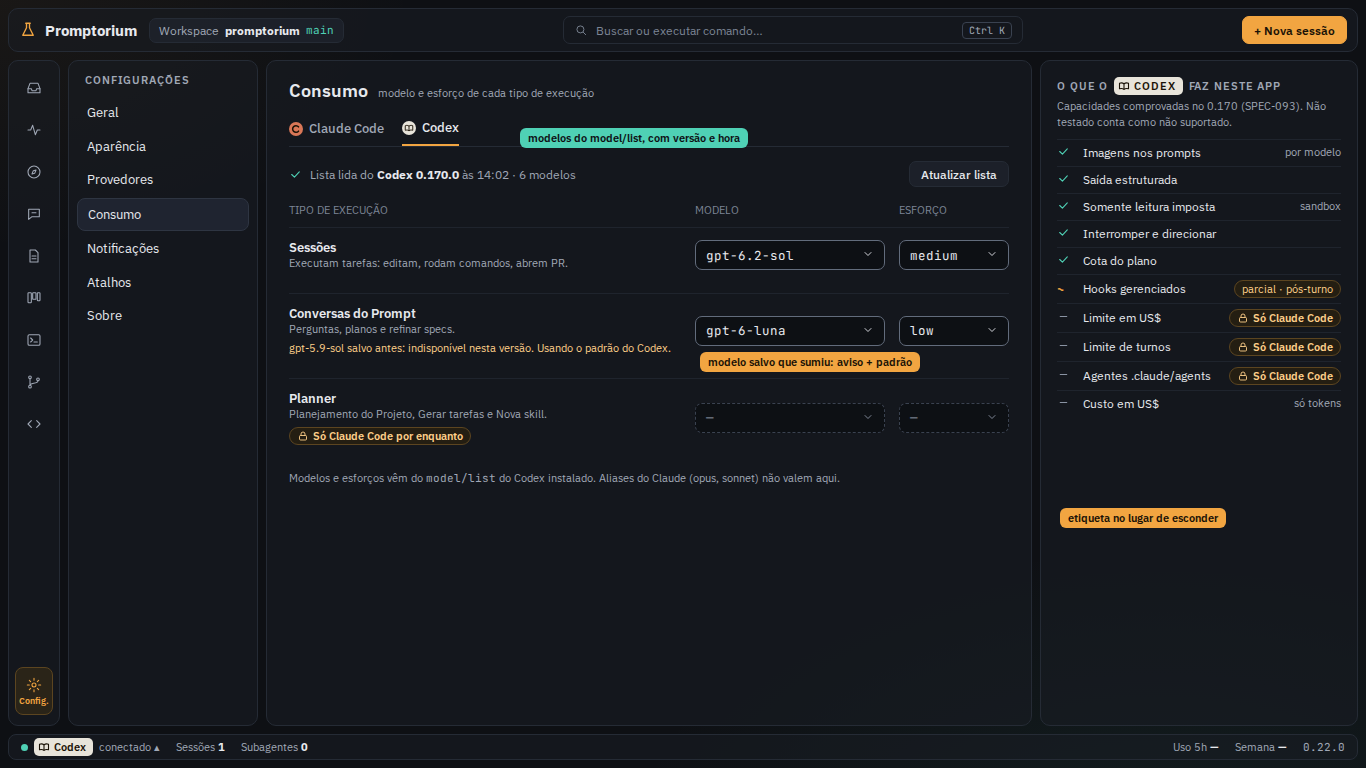 Promptorium
Workspace promptorium main
Buscar ou executar comando...
Ctrl K
+ Nova sessão
CONFIGURAÇÕES
Geral
Aparência
Provedores
Consumo
Notificações
Atalhos
Sobre
Config.
Consumo modelo e esforço de cada tipo de execução
Claude Code
Codex
modelos do model/list, com versão e hora
Lista lida do Codex 0.170.0 às 14:02 · 6 modelos
Atualizar lista
TIPO DE EXECUÇÃO MODELO ESFORÇO
Sessões
Executam tarefas: editam, rodam comandos, abrem PR.
gpt-6.2-sol
medium
Conversas do Prompt
Perguntas, planos e refinar specs.
gpt-5.9-sol salvo antes: indisponível nesta versão. Usando o padrão do Codex.
gpt-6-luna
low
modelo salvo que sumiu: aviso + padrão
Planner
Planejamento do Projeto, Gerar tarefas e Nova skill.
Só Claude Code por enquanto
—
—
Modelos e esforços vêm do model/list do Codex instalado. Aliases do Claude (opus, sonnet) não valem aqui.
O QUE O CODEX FAZ NESTE APP
Capacidades comprovadas no 0.170 (SPEC-093). Não
testado conta como não suportado.
Imagens nos prompts por modelo
Saída estruturada
Somente leitura imposta sandbox
Interromper e direcionar
Cota do plano
~ Hooks gerenciados parcial · pós-turno
— Limite em US$ Só Claude Code
— Limite de turnos Só Claude Code
— Agentes .claude/agents Só Claude Code
— Custo em US$ só tokens
etiqueta no lugar de esconder
Codex conectado ▴ Sessões 1 Subagentes 0
Uso 5h — Semana — 0.22.0